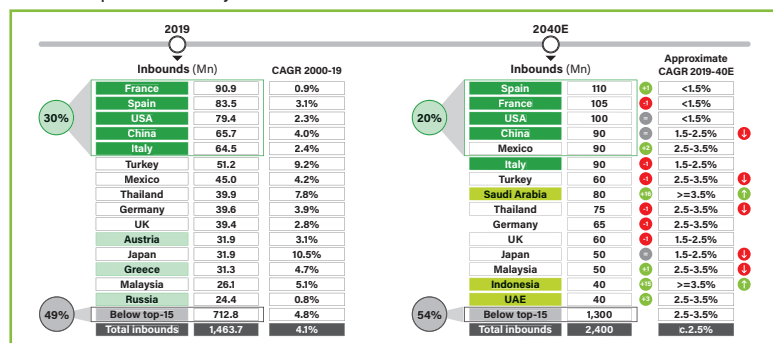 2019 2040E
Inbounds (Mn) CAGR 2000-19 Inbounds (Mn) Approximate CAGR 2019-40E
30% 20%
France 90.9 0.9% Spain 110 +1 <1.5%
Spain 83.5 3.1% France 105 -1 <1.5%
USA 79.4 2.3% USA 100 = <1.5%
China 65.7 4.0% China 90 = 1.5-2.5% ↓
Italy 64.5 2.4% Mexico 90 +2 2.5-3.5%
Turkey 51.2 9.2% Italy 90 -1 1.5-2.5%
Mexico 45.0 4.2% Turkey 60 -1 2.5-3.5% ↓
Thailand 39.9 7.8% Saudi Arabia 80 +16 >=3.5% ↑
Germany 39.6 3.9% Thailand 75 -1 2.5-3.5% ↓
UK 39.4 2.8% Germany 65 -1 2.5-3.5%
Austria 31.9 3.1% UK 60 -1 1.5-2.5%
Japan 31.9 10.5% Japan 50 = 1.5-2.5% ↓
Greece 31.3 4.7% Malaysia 50 +1 2.5-3.5% ↓
Malaysia 26.1 5.1% Indonesia 40 +15 >=3.5% ↑
Russia 24.4 0.8% UAE 40 +3 2.5-3.5%
49% Below top-15 712.8 4.8% 54% Below top-15 1,300 2.5-3.5%
Total inbounds 1,463.7 4.1% Total inbounds 2,400 c.2.5%